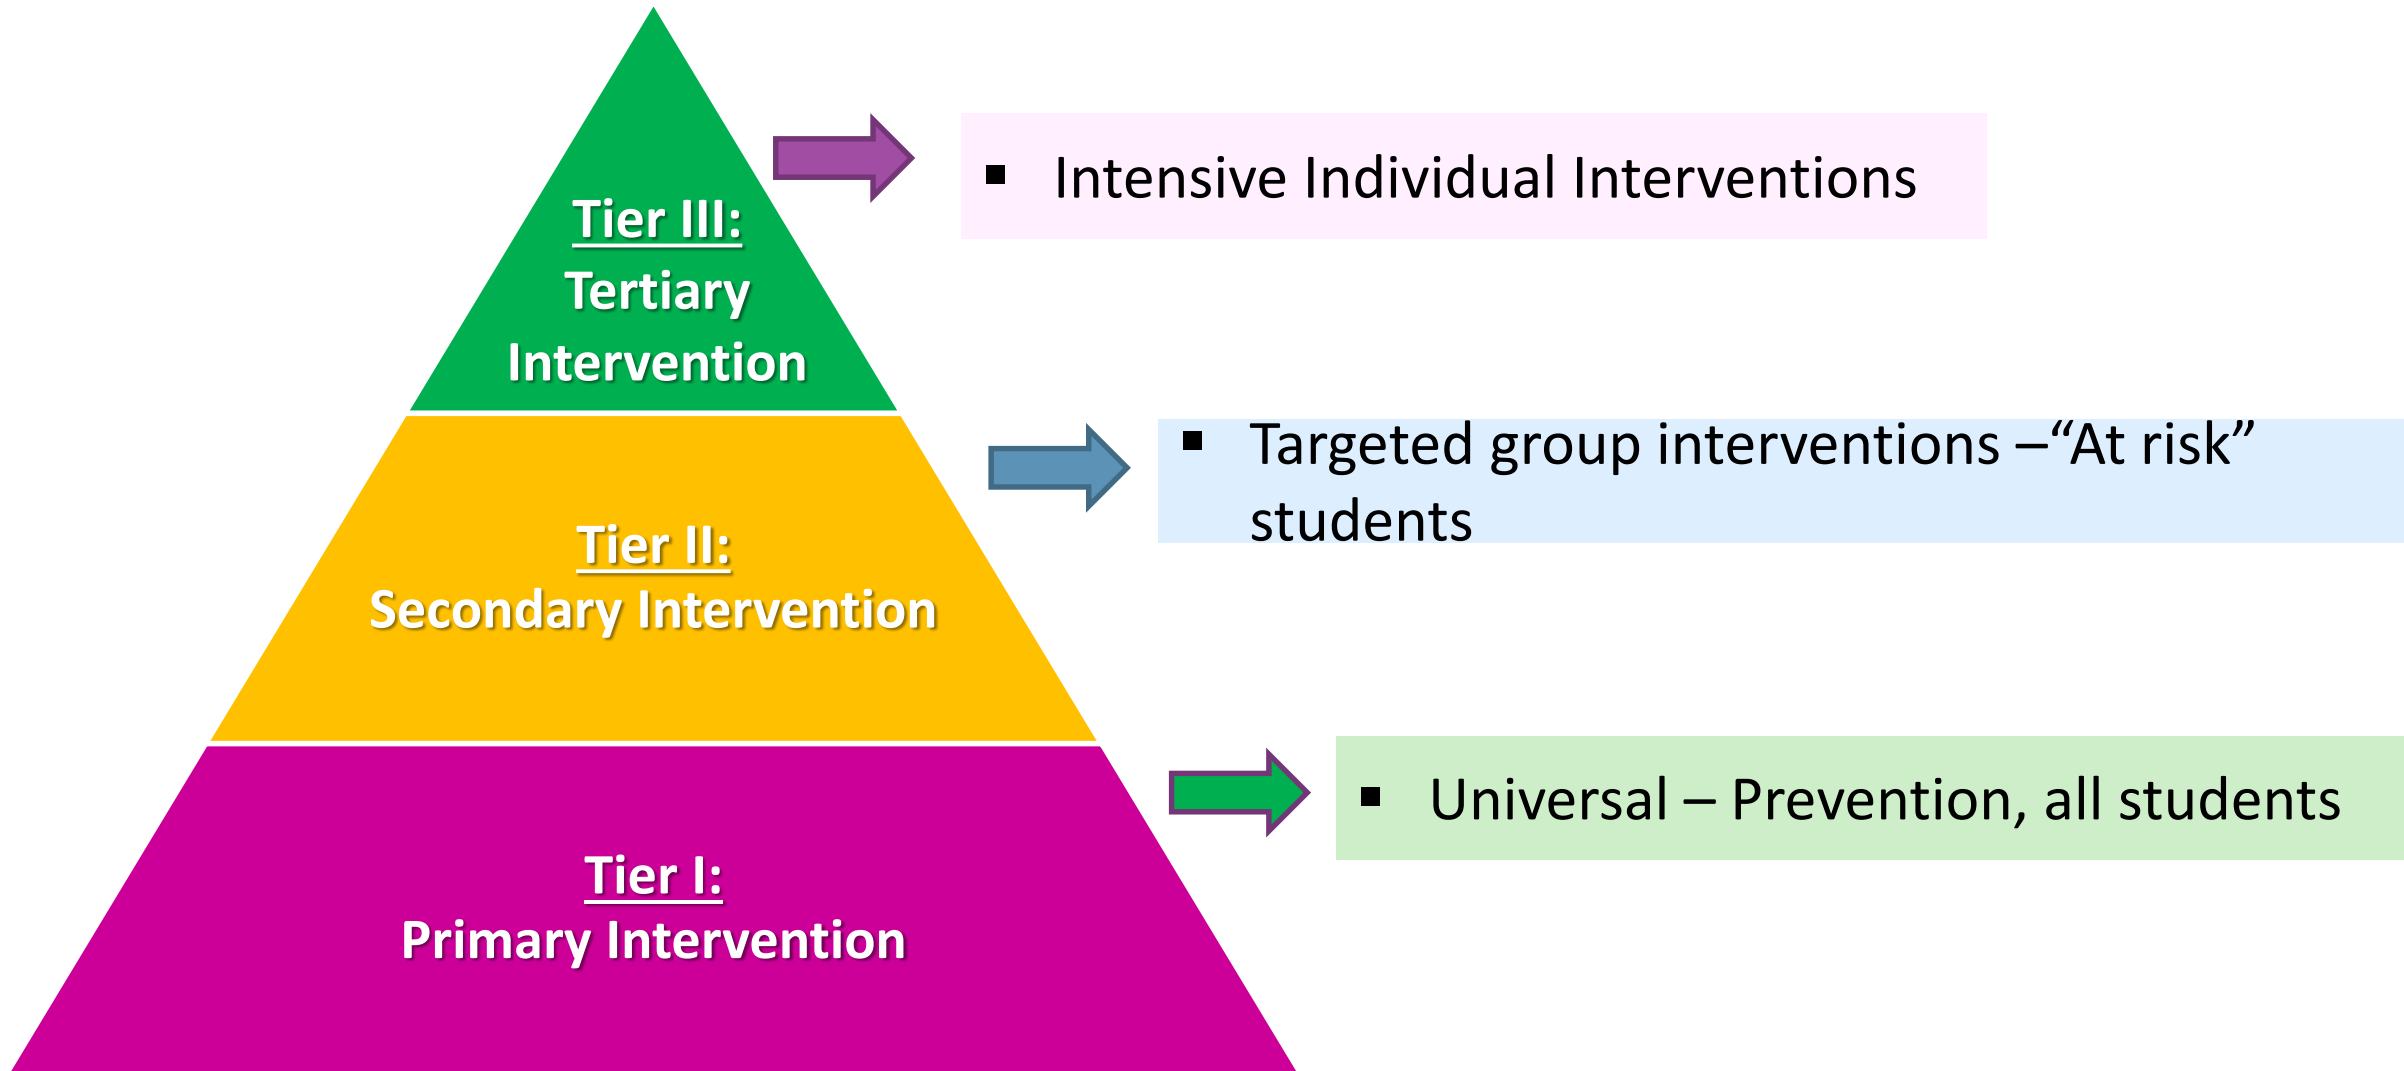 Tier III:
Tertiary
Intervention
▪ Intensive Individual Interventions
Tier II:
Secondary Intervention
▪ Targeted group interventions –“At risk”
students
Tier I:
Primary Intervention
▪ Universal – Prevention, all students